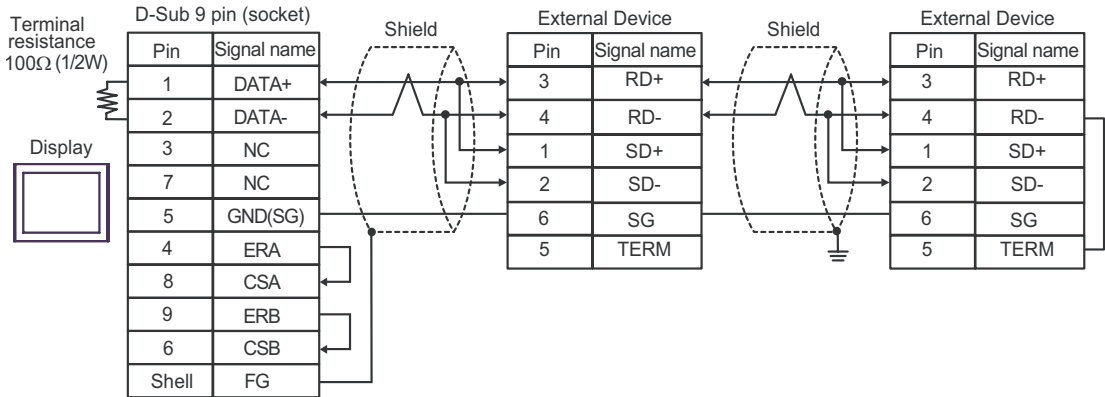 Terminal
resistance
100Ω (1/2W)
Display
D-Sub 9 pin (socket)
Pin Signal name
1 DATA+
2 DATA-
3 NC
7 NC
5 GND(SG)
4 ERA
8 CSA
9 ERB
6 CSB
Shell FG
Shield
External Device
Pin Signal name
3 RD+
4 RD-
1 SD+
2 SD-
6 SG
5 TERM
Shield
External Device
Pin Signal name
3 RD+
4 RD-
1 SD+
2 SD-
6 SG
5 TERM